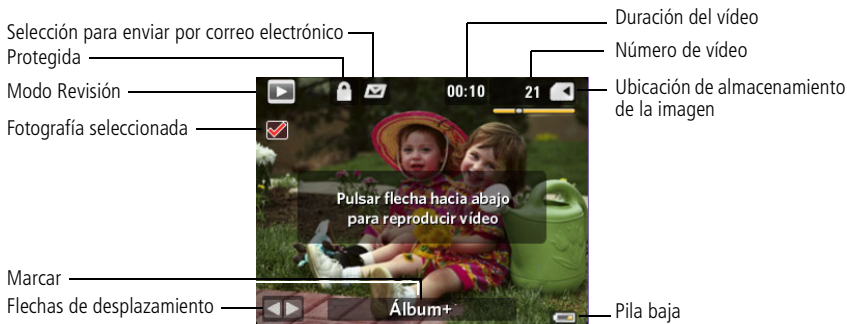 Selección para enviar por correo electrónico
Protegida
Modo Revisión
Fotografía seleccionada
Marcar
Flechas de desplazamiento
Duración del vídeo
Número de vídeo
Ubicación de almacenamiento
de la imagen
Pila baja
00:10
21
Pulsar flecha hacia abajo
para reproducir vídeo
Álbum+